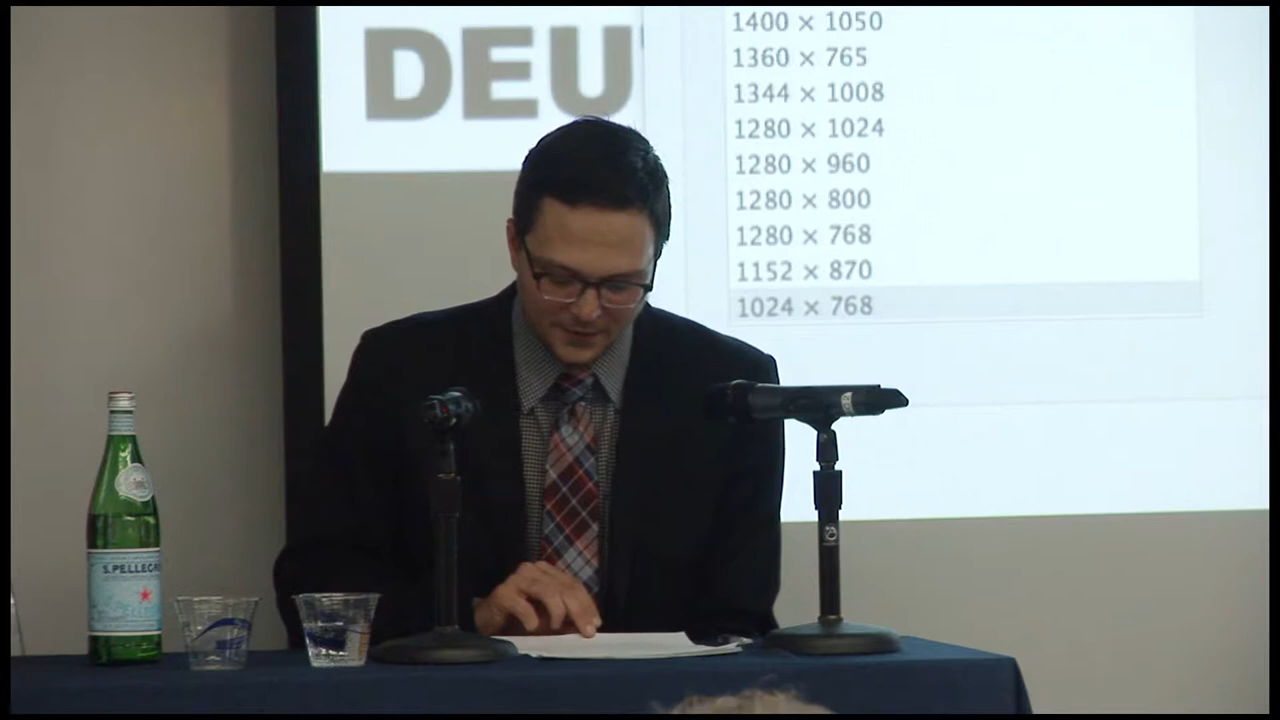 DEU
1400 × 1050
1360 × 765
1344 × 1008
1280 × 1024
1280 × 960
1280 × 800
1280 × 768
1152 × 870
1024 × 768
S.PELLEGR